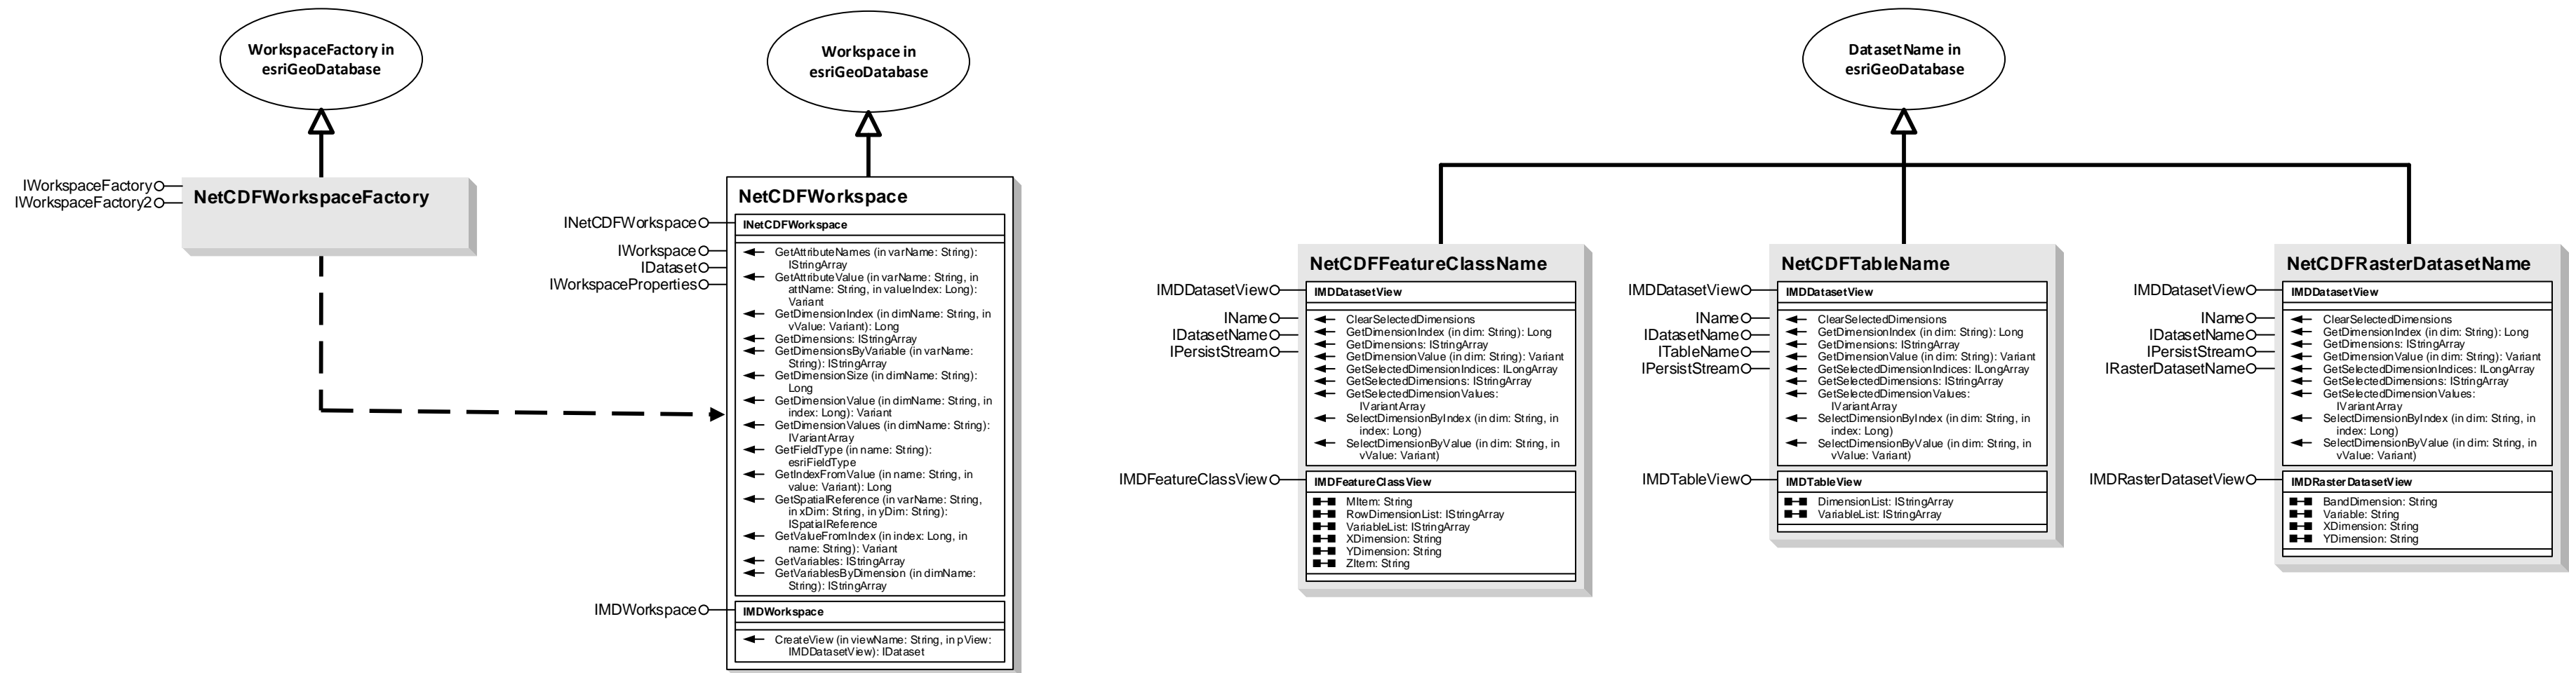 WorkspaceFactory in
esriGeoDatabase
IWorkspaceFactory
IWorkspaceFactory2
NetCDFWorkspaceFactory
Workspace in
esriGeoDatabase
INetCDFWorkspace
IWorkspace
IDataset
IWorkspaceProperties
IMDWorkspace
NetCDFWorkspace
INetCDFWorkspace
GetAttributeNames (in varName: String):
IStringArray
GetAttributeValue (in varName: String, in
attName: String, in valueIndex: Long):
Variant
GetDimensionIndex (in dimName: String, in
vValue: Variant): Long
GetDimensions: IStringArray
GetDimensionsByVariable (in varName:
String): IStringArray
GetDimensionSize (in dimName: String):
Long
GetDimensionValue (in dimName: String, in
index: Long): Variant
GetDimensionValues (in dimName: String):
IVariantArray
GetFieldType (in name: String):
esriFieldType
GetIndexFromValue (in name: String, in
value: Variant): Long
GetSpatialReference (in varName: String,
in xDim: String, in yDim: String):
ISpatialReference
GetValueFromIndex (in index: Long, in
name: String): Variant
GetVariables: IStringArray
GetVariablesByDimension (in dimName:
String): IStringArray
IMDWorkspace
CreateView (in viewName: String, in pView:
IMDDatasetView): IDataset
DatasetName in
esriGeoDatabase
IMDDatasetView
IName
IDatasetName
IPersistStream
IMDFeatureClassView
NetCDFFeatureClassName
IMDDatasetView
ClearSelectedDimensions
GetDimensionIndex (in dim: String): Long
GetDimensions: IStringArray
GetDimensionValue (in dim: String): Variant
GetSelectedDimensionIndices: ILongArray
GetSelectedDimensions: IStringArray
GetSelectedDimensionValues:
IVariantArray
SelectDimensionByIndex (in dim: String, in
index: Long)
SelectDimensionByValue (in dim: String, in
vValue: Variant)
IMDFeatureClassView
MItem: String
RowDimensionList: IStringArray
VariableList: IStringArray
XDimension: String
YDimension: String
ZItem: String
IMDDatasetView
IName
IDatasetName
ITableName
IPersistStream
IMDTableView
NetCDFTableName
IMDDatasetView
ClearSelectedDimensions
GetDimensionIndex (in dim: String): Long
GetDimensions: IStringArray
GetDimensionValue (in dim: String): Variant
GetSelectedDimensionIndices: ILongArray
GetSelectedDimensions: IStringArray
GetSelectedDimensionValues:
IVariantArray
SelectDimensionByIndex (in dim: String, in
index: Long)
SelectDimensionByValue (in dim: String, in
vValue: Variant)
IMDTableView
DimensionList: IStringArray
VariableList: IStringArray
IMDDatasetView
IName
IDatasetName
IPersistStream
IRasterDatasetName
IMDRasterDatasetView
NetCDFRasterDatasetName
IMDDatasetView
ClearSelectedDimensions
GetDimensionIndex (in dim: String): Long
GetDimensions: IStringArray
GetDimensionValue (in dim: String): Variant
GetSelectedDimensionIndices: ILongArray
GetSelectedDimensions: IStringArray
GetSelectedDimensionValues:
IVariantArray
SelectDimensionByIndex (in dim: String, in
index: Long)
SelectDimensionByValue (in dim: String, in
vValue: Variant)
IMDRasterDatasetView
BandDimension: String
Variable: String
XDimension: String
YDimension: String